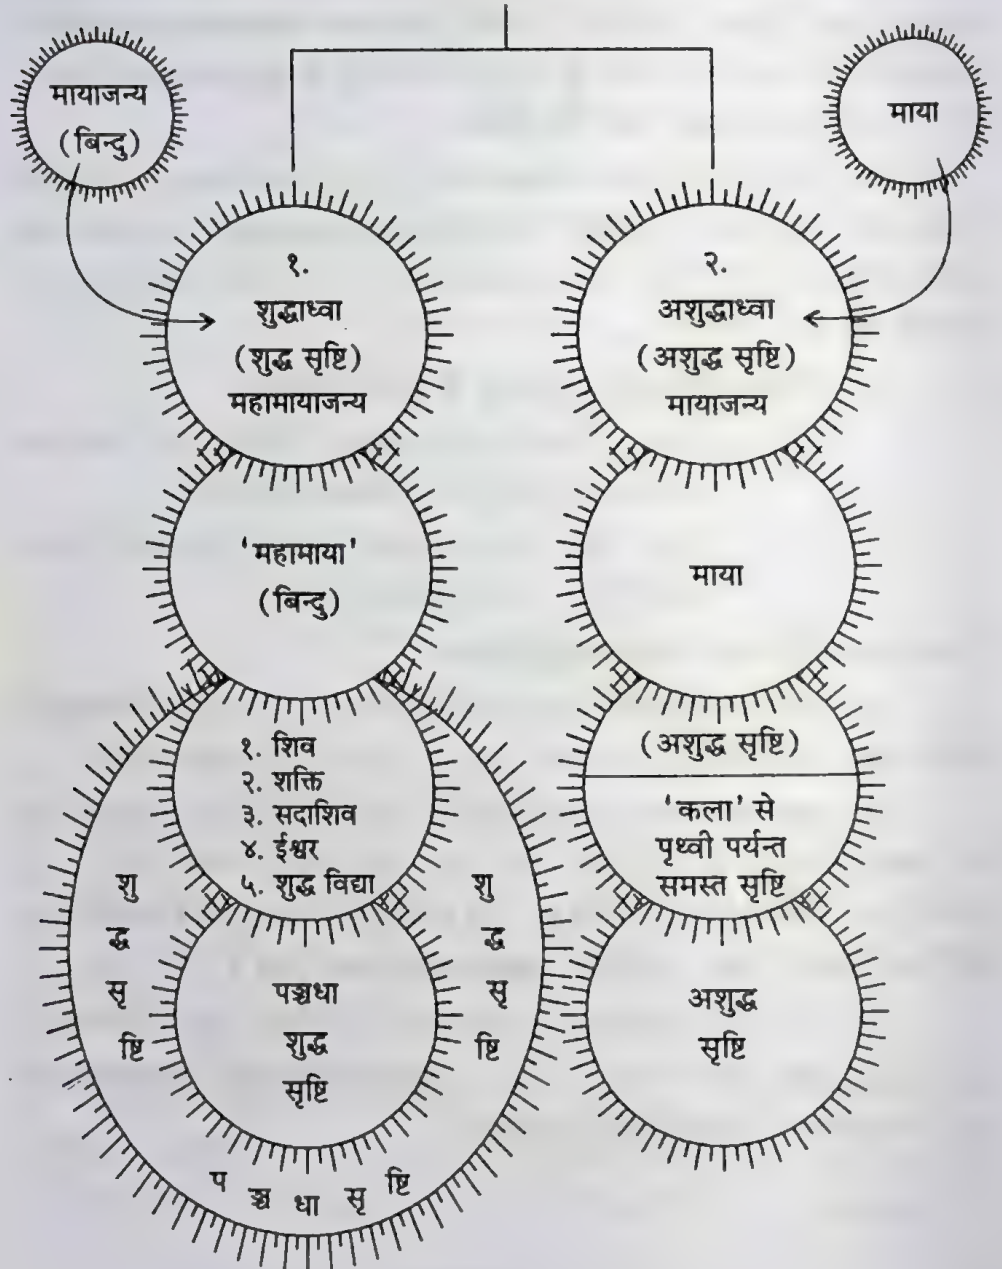 मायाजन्य
(बिन्दु)
माया
१.
शुद्धाध्वा
(शुद्ध सृष्टि)
महामायाजन्य
२.
अशुद्धाध्वा
(अशुद्ध सृष्टि)
मायाजन्य
'महामाया'
(बिन्दु)
माया
१. शिव
२. शक्ति
३. सदाशिव
४. ईश्वर
५. शुद्ध विद्या
(अशुद्ध सृष्टि)
'कला' से
पृथ्वी पर्यन्त
समस्त सृष्टि
शु
द्ध
सृ
ष्टि
पञ्चधा
शुद्ध
सृष्टि
शु
द्ध
सृ
ष्टि
अशुद्ध
सृष्टि
प ञ्च धा सृ ष्टि